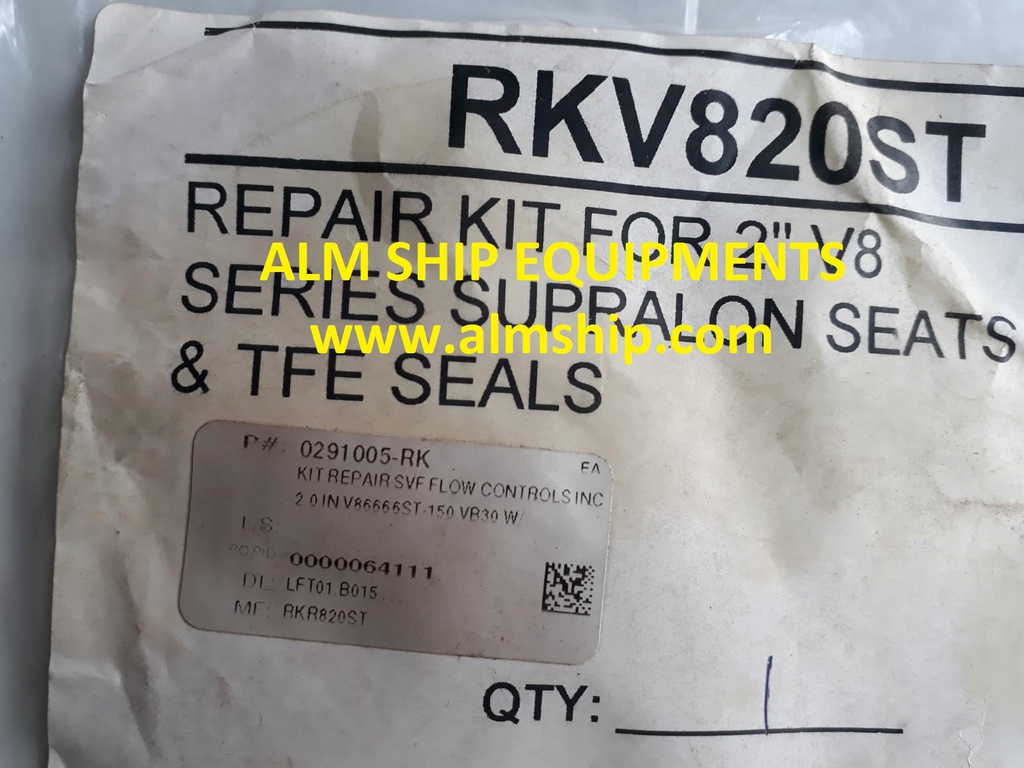 RKV820ST
REPAIR KIT FOR 2" V8
ALM SHIP EQUIPMENTS
SERIES SUPRALON SEATS
www.almship.com
& TFE SEALS
P#: 0291005-RK EA
KIT REPAIR SVF FLOW CONTROLS INC
2.0 IN V86666ST-150 VB30 W/
L/S:
0000064111
DL: LFT01.B015
MF: RKR820ST
QTY: 1